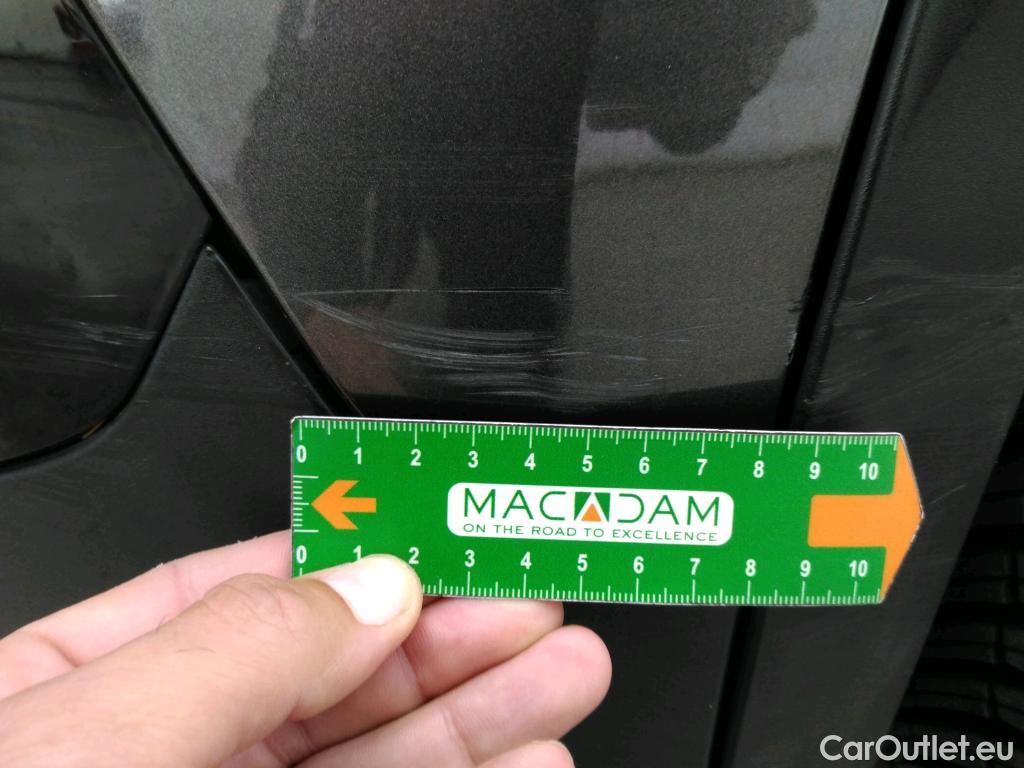 0 1 2 3 4 5 6 7 8 9 10
MACADAM
ON THE ROAD TO EXCELLENCE
0 1 2 3 4 5 6 7 8 9 10
CarOutlet.eu